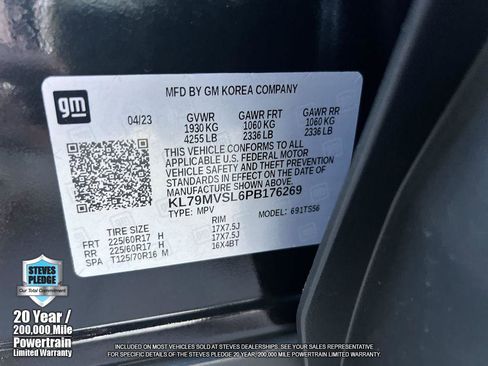 MFD BY GM KOREA COMPANY
gm
04/23
GVWR GAWR FRT GAWR RR
1930 KG 1060 KG 1060 KG
4255 LB 2336 LB 2336 LB
THIS VEHICLE CONFORMS TO ALL
APPLICABLE U.S. FEDERAL MOTOR
VEHICLE SAFETY AND THEFT PREVENTION
STANDARDS IN EFFECT ON THE DATE OF
MANUFACTURE SHOWN ABOVE.
KL79MVSL6PB176269
TYPE: MPV MODEL: 691TS56
RIM
FRT 225/60R17 H 17X7.5J
RR 225/60R17 H 17X7.5J
SPA T125/70R16 M 16X4BT
STEVES
PLEDGE
Our Total Commitment
20 Year /
200,000 Mile
Powertrain
Limited Warranty
INCLUDED ON MOST VEHICLES UNDER STEVES AUTOMOTIVE GROUP. SEE YOUR SALES REPRESENTATIVE
FOR SPECIFIC DETAILS OF THE STEVES PLEDGE 20 YEAR, 200,000 MILE POWERTRAIN LIMITED WARRANTY.